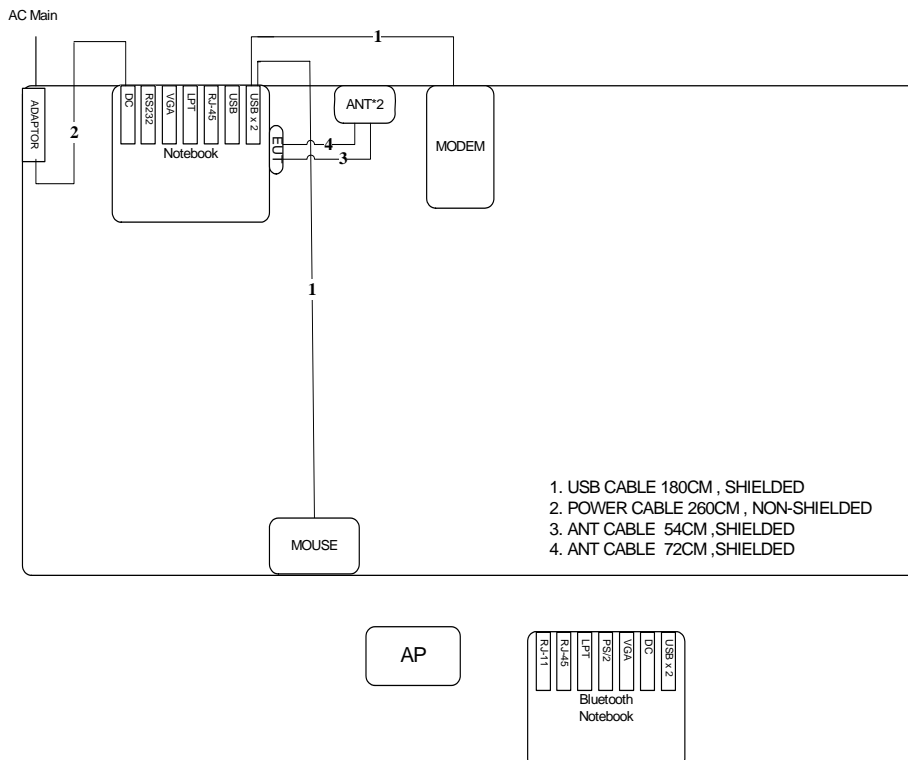 AC Main
1
ADAPTOR
2
DC
RS232
VGA
LPT
RJ-45
USB
USB x 2
Notebook
EUT
ANT*2
4
3
MODEM
1
MOUSE
1. USB CABLE 180CM , SHIELDED
2. POWER CABLE 260CM , NON-SHIELDED
3. ANT CABLE 54CM ,SHIELDED
4. ANT CABLE 72CM ,SHIELDED
AP
RJ-11
RJ-45
LPT
PS/2
VGA
DC
USB x 2
Bluetooth
Notebook